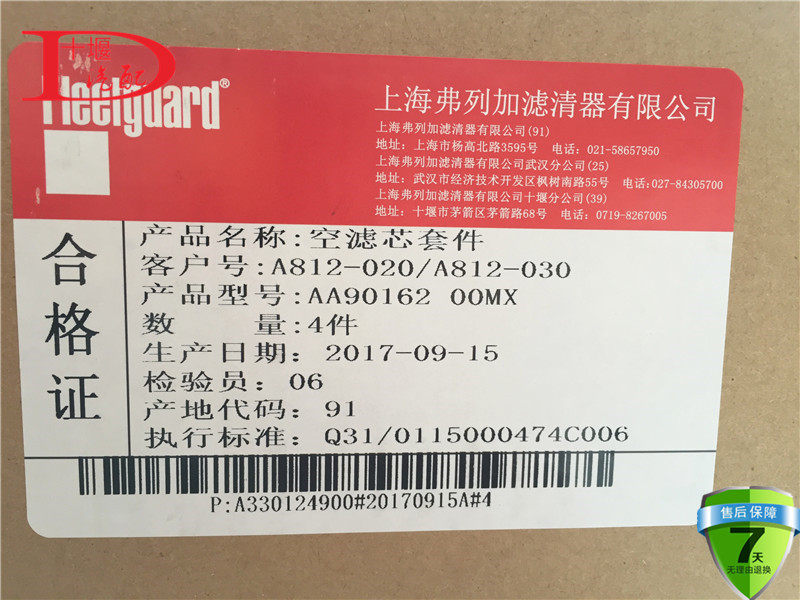 十堰
Fleetguard®
上海弗列加滤清器有限公司
上海弗列加滤清器有限公司(91)
地址：上海市杨高北路3595号 电话：021-58657950
上海弗列加滤清器有限公司武汉分公司(25)
地址：武汉市经济技术开发区枫树南路55号 电话:027-84305700
上海弗列加滤清器有限公司十堰分公司(39)
地址：十堰市茅箭区茅箭路68号 电话：0719-8267005
合格证
产品名称:空滤芯套件
客户号:A812-020/A812-030
产品型号:AA90162 00MX
数 量:4件
生产日期：2017-09-15
检验员：06
产地代码：91
执行标准：Q31/0115000474C006
P:A330124900#20170915A#4
售后保障
7天
无理由退换